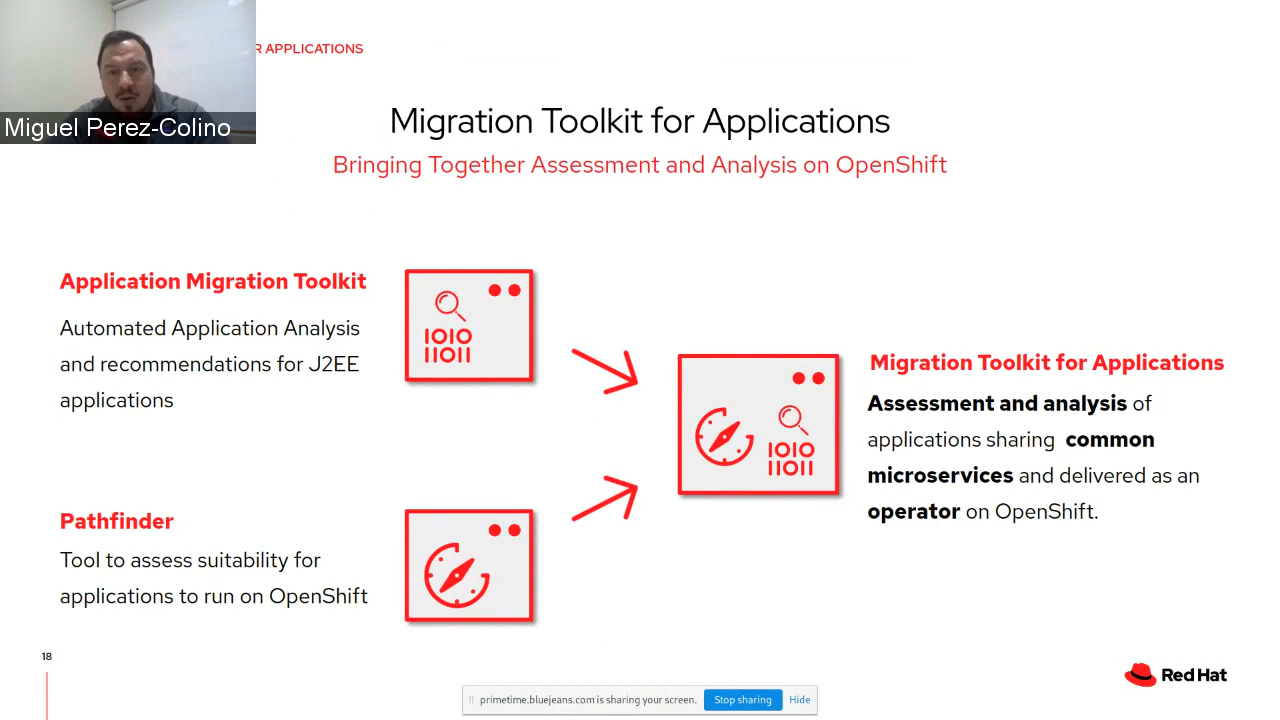 R APPLICATIONS
Miguel Perez-Colino
Migration Toolkit for Applications
Bringing Together Assessment and Analysis on OpenShift
Application Migration Toolkit
Automated Application Analysis
and recommendations for J2EE
applications
1010
11011
Pathfinder
Tool to assess suitability for
applications to run on OpenShift
1010
11011
Migration Toolkit for Applications
Assessment and analysis of
applications sharing common
microservices and delivered as an
operator on OpenShift.
18
Red Hat
primetime.bluejeans.com is sharing your screen.
Stop sharing
Hide